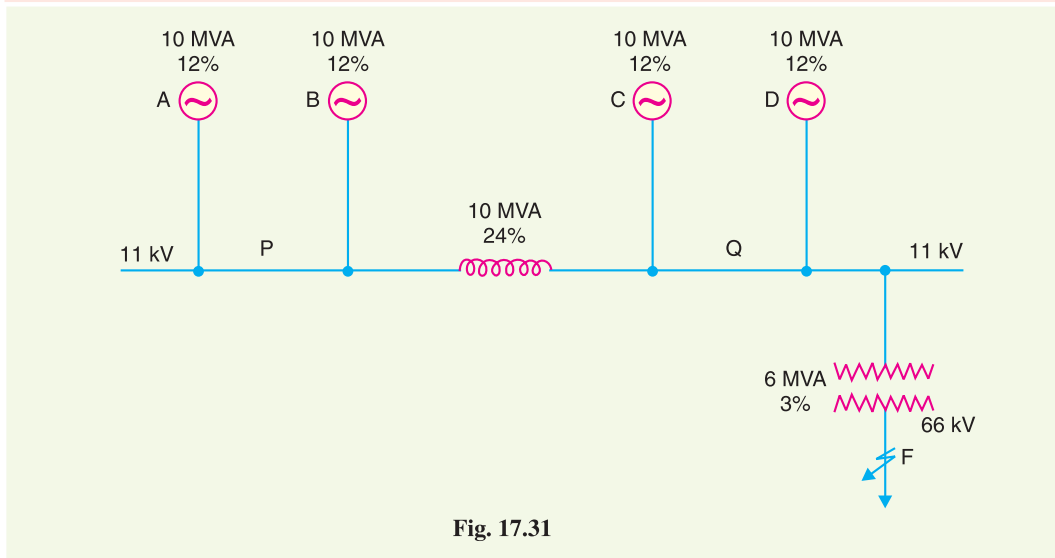 10 MVA 10 MVA 10 MVA 10 MVA
12% 12% 12% 12%
A B C D
10 MVA
24%
11 kV P Q 11 kV
6 MVA
3%
66 kV
F
Fig. 17.31